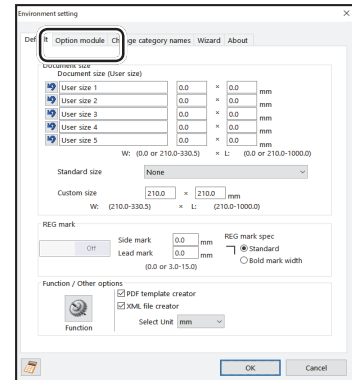 Environment setting
Default Option module Change category names Wizard About
Document size
Document size (User size)
User size 1 0.0 × 0.0 mm
User size 2 0.0 × 0.0
User size 3 0.0 × 0.0 mm
User size 4 0.0 × 0.0
User size 5 0.0 × 0.0 mm
W: (0.0 or 210.0-330.5) × L: (0.0 or 210.0-1000.0)
Standard size None
Custom size 210.0 × 210.0 mm
W: (210.0-330.5) × L: (210.0-1000.0)
REG mark
Off
Side mark 0.0 mm
Lead mark 0.0 mm
(0.0 or 3.0-15.0)
REG mark spec
Standard
Bold mark width
Function / Other options
Function
PDF template creator
XML file creator
Select Unit mm
OK Cancel